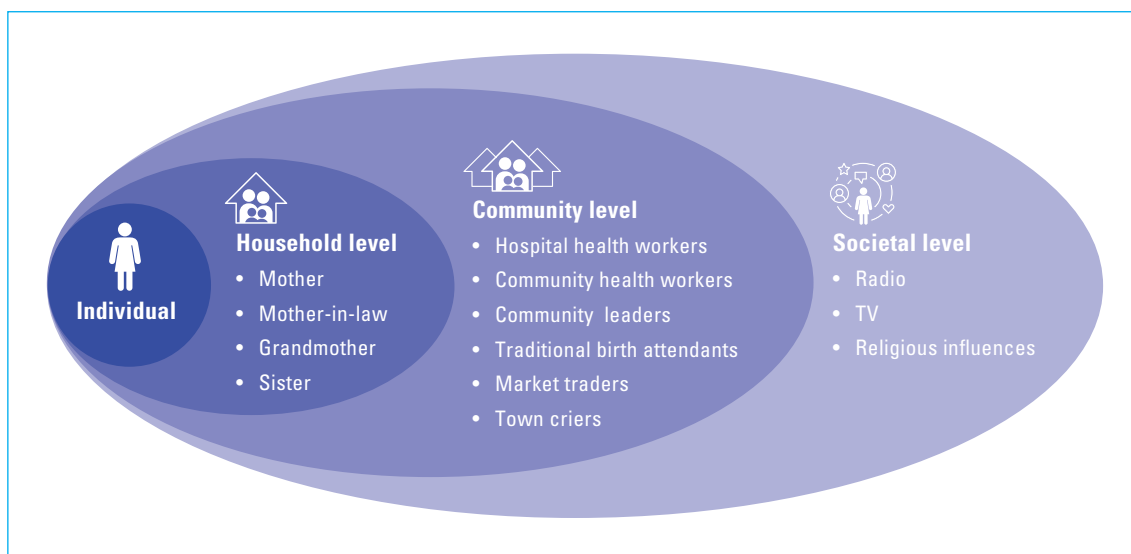 Individual
Household level
• Mother
• Mother-in-law
• Grandmother
• Sister
Community level
• Hospital health workers
• Community health workers
• Community leaders
• Traditional birth attendants
• Market traders
• Town criers
Societal level
• Radio
• TV
• Religious influences